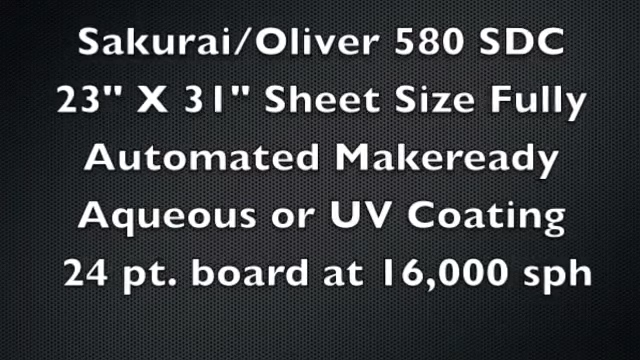 Sakurai/Oliver 580 SDC
23" X 31" Sheet Size Fully
Automated Makeready
Aqueous or UV Coating
24 pt. board at 16,000 sph